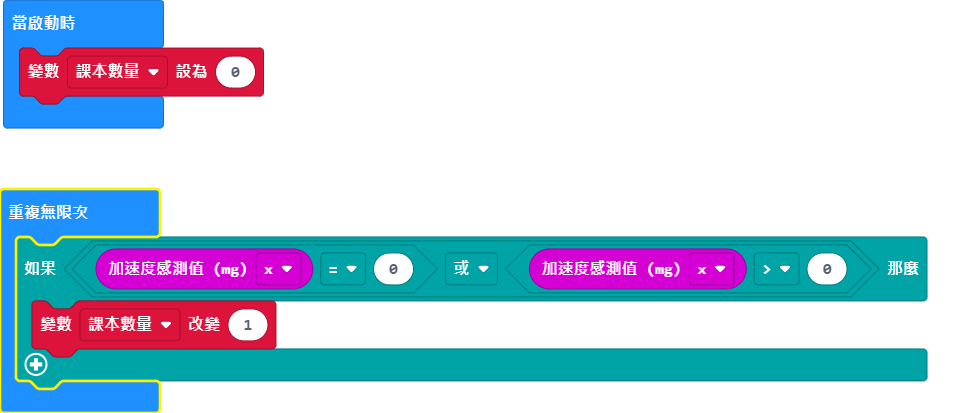 當啟動時
變數 課本數量 設為 0
重複無限次
如果 加速度感測值 (mg) x = 0 或 加速度感測值 (mg) x > 0 那麼
變數 課本數量 改變 1